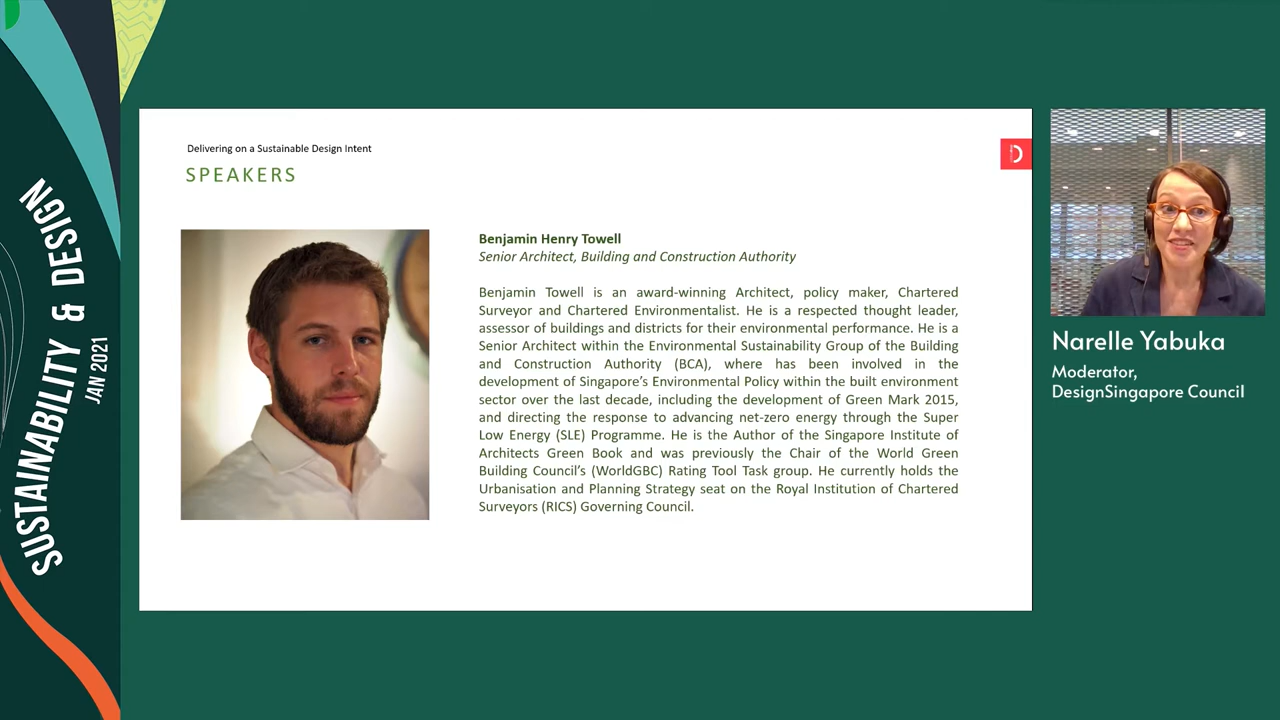 SUSTAINABILITY & DESIGN
JAN 2021
Delivering on a Sustainable Design Intent
SPEAKERS
D
Benjamin Henry Towell
Senior Architect, Building and Construction Authority
Benjamin Towell is an award-winning Architect, policy maker, Chartered
Surveyor and Chartered Environmentalist. He is a respected thought leader,
assessor of buildings and districts for their environmental performance. He is a
Senior Architect within the Environmental Sustainability Group of the Building
and Construction Authority (BCA), where has been involved in the
development of Singapore's Environmental Policy within the built environment
sector over the last decade, including the development of Green Mark 2015,
and directing the response to advancing net-zero energy through the Super
Low Energy (SLE) Programme. He is the Author of the Singapore Institute of
Architects Green Book and was previously the Chair of the World Green
Building Council's (WorldGBC) Rating Tool Task group. He currently holds the
Urbanisation and Planning Strategy seat on the Royal Institution of Chartered
Surveyors (RICS) Governing Council.
Narelle Yabuka
Moderator,
DesignSingapore Council